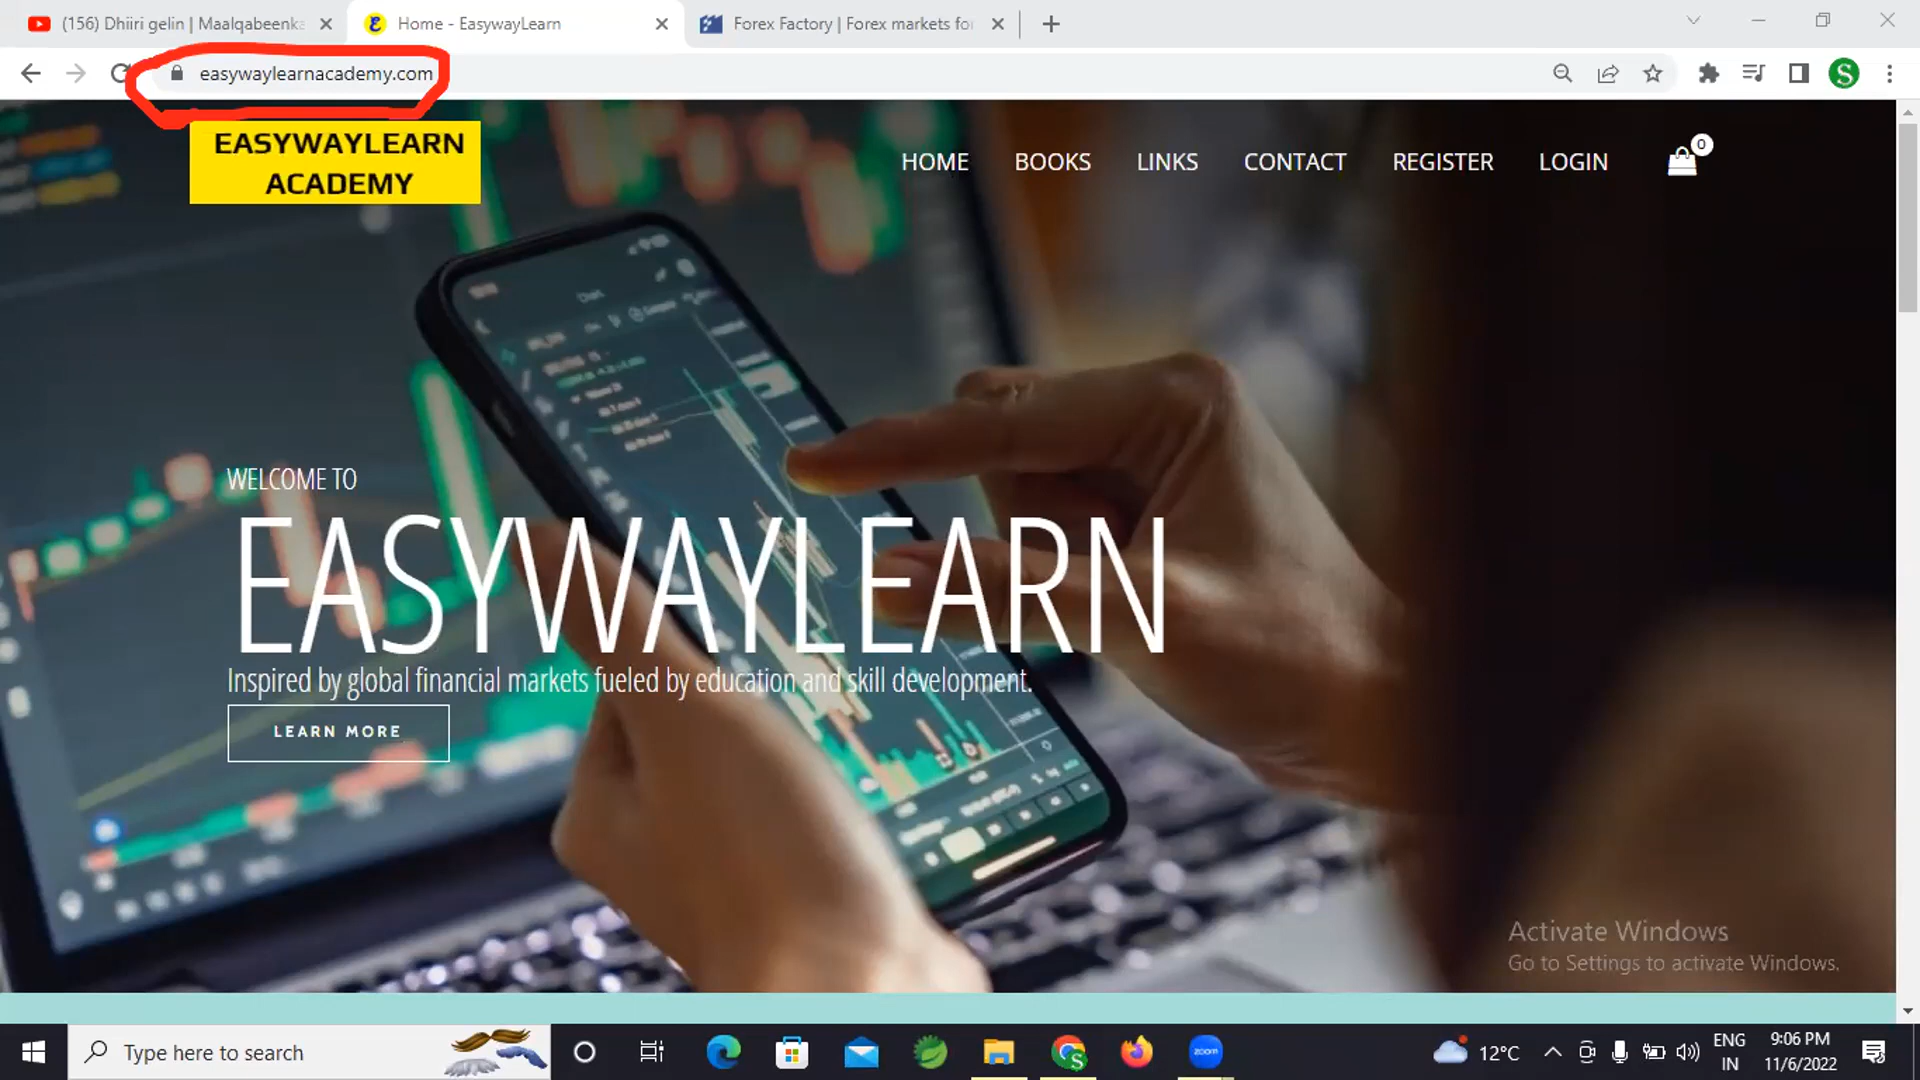 (156) Dhiiri gelin | Maalqabeenka
Home - EasywayLearn
Forex Factory | Forex markets for
easywaylearnacademy.com
S
EASYWAYLEARN
ACADEMY
HOME
BOOKS
LINKS
CONTACT
REGISTER
LOGIN
0
WELCOME TO
EASYWAYLEARN
Inspired by global financial markets fueled by education and skill development.
LEARN MORE
Activate Windows
Go to Settings to activate Windows.
Type here to search
zoom
12°C
ENG
IN
9:06 PM
11/6/2022